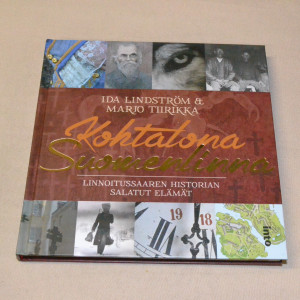 IDA LINDSTRÖM &
MARJO TIIRIKKA
Kohtalona
Suomenlinna
LINNOITUSSAAREN HISTORIAN
SALATUT ELÄMÄT
19 18
into